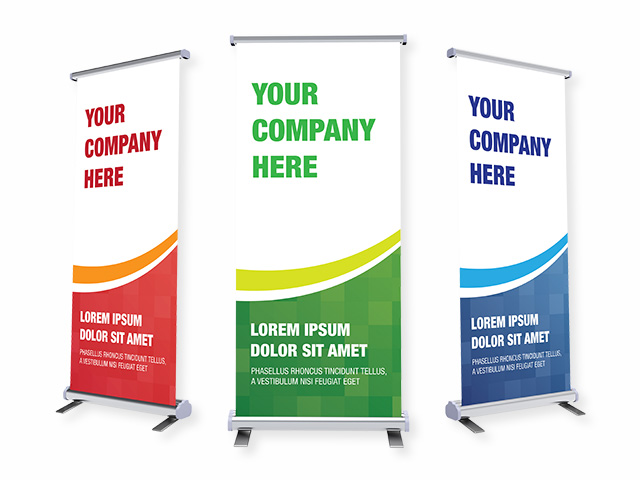 YOUR
COMPANY
HERE
LOREM IPSUM
DOLOR SIT AMET
PHASELLUS RHONCUS TINCIDUNT TELLUS,
A VESTIBULUM NISI FEUGIAT EGET
YOUR
COMPANY
HERE
LOREM IPSUM
DOLOR SIT AMET
PHASELLUS RHONCUS TINCIDUNT TELLUS,
A VESTIBULUM NISI FEUGIAT EGET
YOUR
COMPANY
HERE
LOREM IPSUM
DOLOR SIT AMET
PHASELLUS RHONCUS TINCIDUNT TELLUS,
A VESTIBULUM NISI FEUGIAT EGET